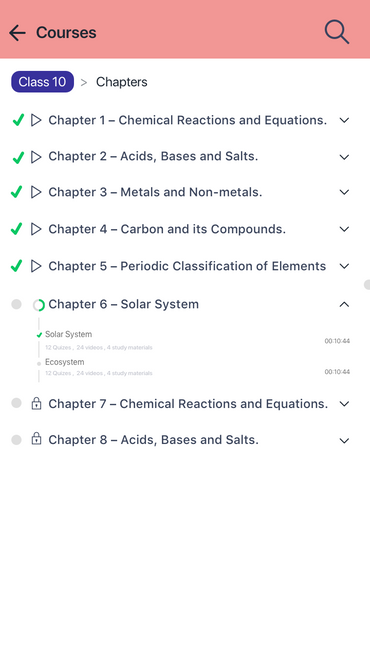 Courses
Class 10 > Chapters
Chapter 1 – Chemical Reactions and Equations.
Chapter 2 – Acids, Bases and Salts.
Chapter 3 – Metals and Non-metals.
Chapter 4 – Carbon and its Compounds.
Chapter 5 – Periodic Classification of Elements
Chapter 6 – Solar System
Solar System
12 Quizes , 24 videos , 4 study materials
00:10:44
Ecosystem
12 Quizes , 24 videos , 4 study materials
00:10:44
Chapter 7 – Chemical Reactions and Equations.
Chapter 8 – Acids, Bases and Salts.